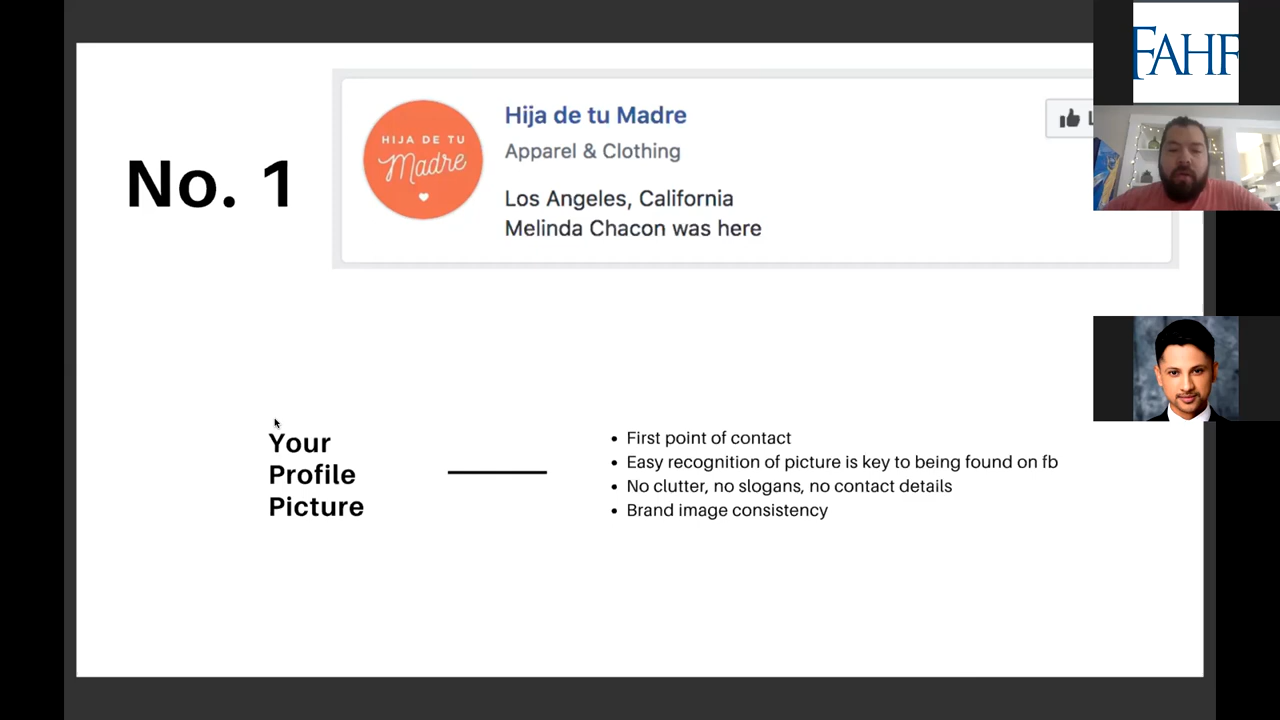 No. 1
HIJA DE TU
Madre
Hija de tu Madre
Apparel & Clothing
Los Angeles, California
Melinda Chacon was here
Your
Profile
Picture
• First point of contact
• Easy recognition of picture is key to being found on fb
• No clutter, no slogans, no contact details
• Brand image consistency
FAHF